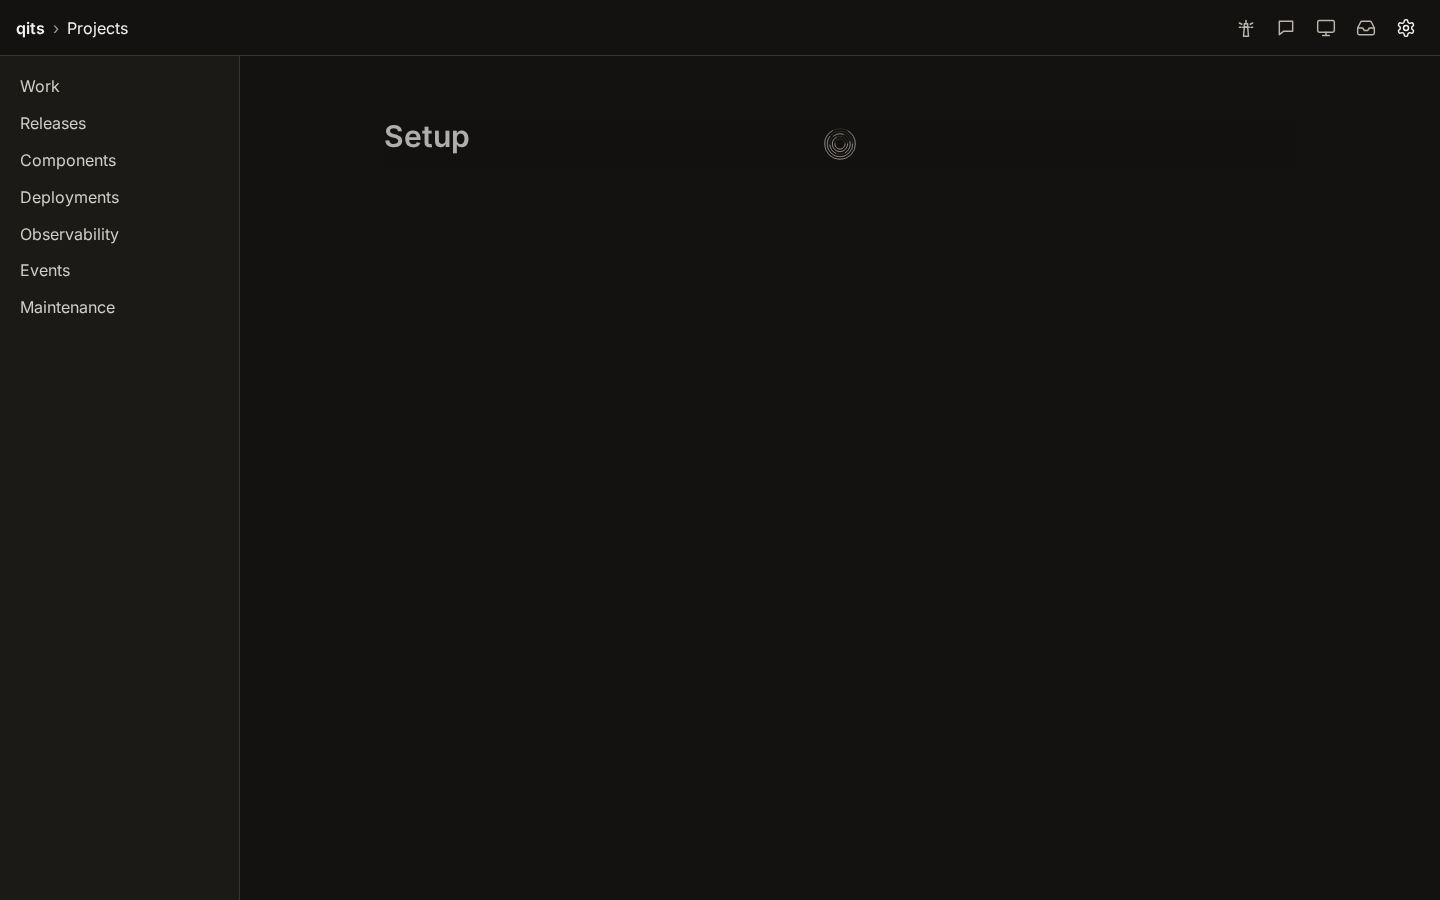 qits › Projects
Work
Releases
Components
Deployments
Observability
Events
Maintenance
Setup